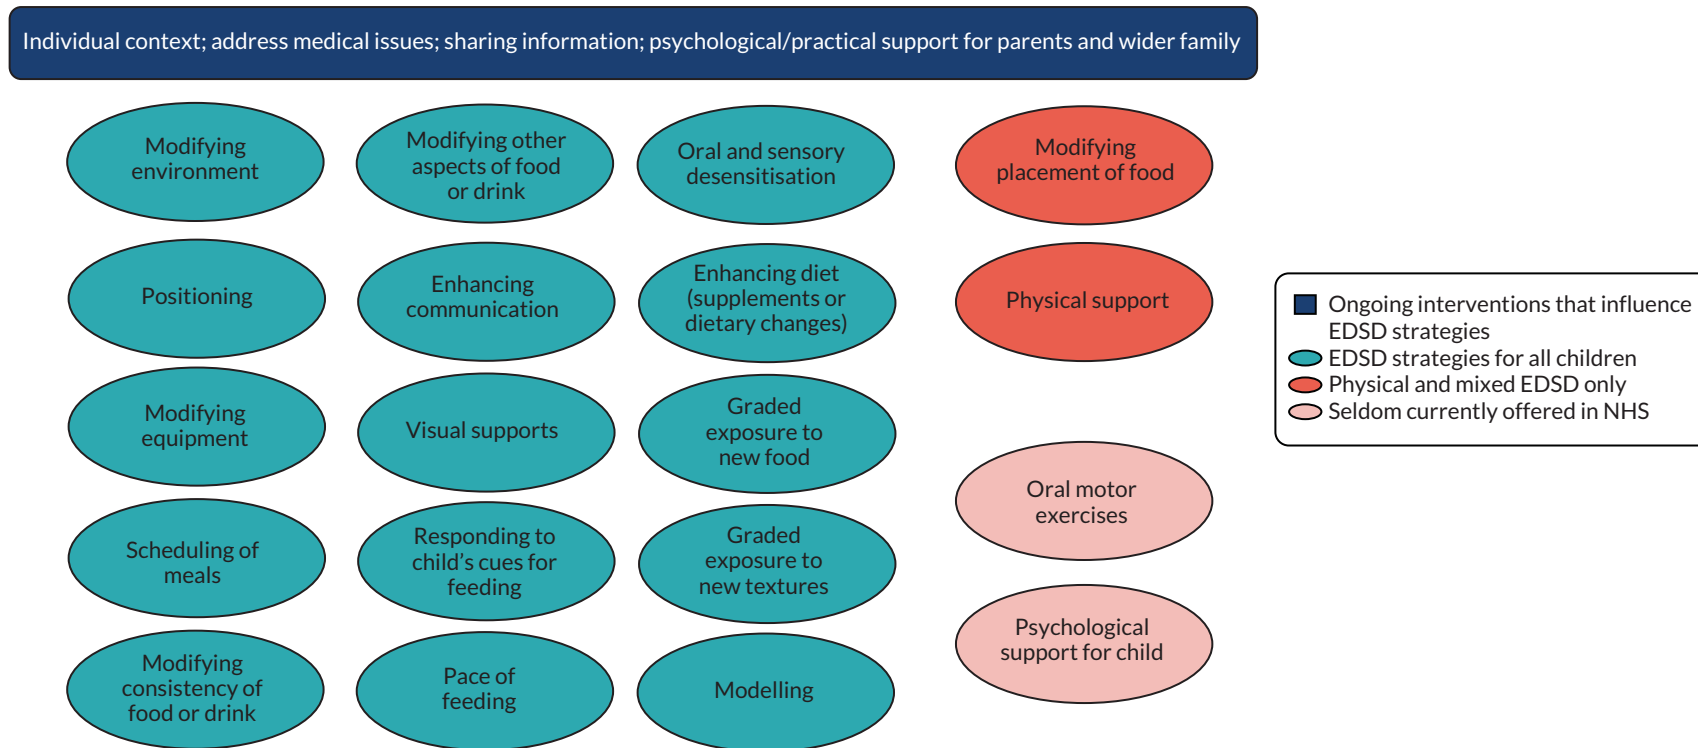 Individual context; address medical issues; sharing information; psychological/practical support for parents and wider family
Modifying
environment
Modifying other
aspects of food
or drink
Oral and sensory
desensitisation
Modifying
placement of food
Positioning
Enhancing
communication
Enhancing diet
(supplements or
dietary changes)
Physical support
Modifying
equipment
Visual supports
Graded
exposure to
new food
Oral motor
exercises
Scheduling of
meals
Responding to
child’s cues for
feeding
Graded
exposure to
new textures
Psychological
support for child
Modifying
consistency of
food or drink
Pace of
feeding
Modelling
Ongoing interventions that influence
EDSD strategies
EDSD strategies for all children
Physical and mixed EDSD only
Seldom currently offered in NHS